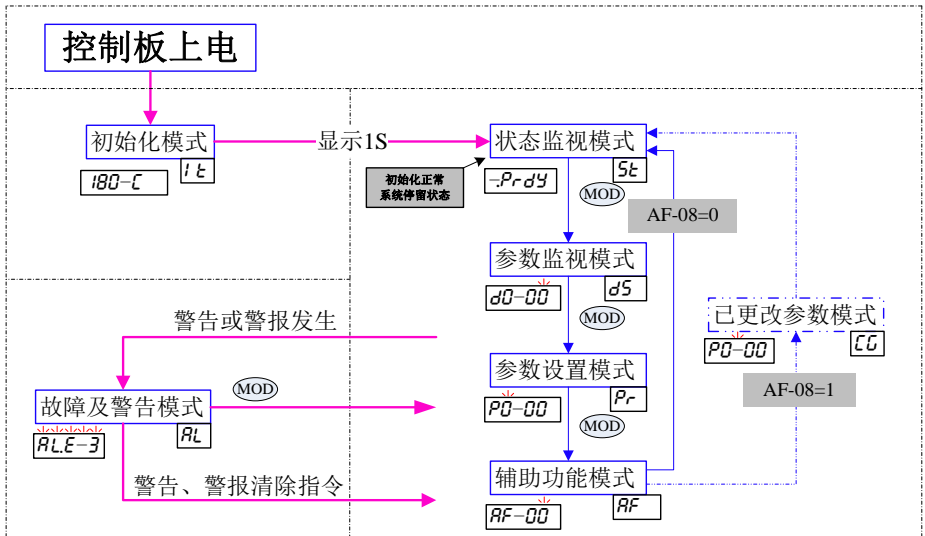 控制板上电
初始化模式
It
180-C
显示1S
状态监视模式
St
-.Prdy
初始化正常
系统停留状态
MOD
AF-08=0
参数监视模式
dS
d0-00
MOD
已更改参数模式
CG
P0-00
AF-08=1
警告或警报发生
参数设置模式
Pr
P0-00
MOD
故障及警告模式
AL
AL.E-3
MOD
警告、警报清除指令
辅助功能模式
AF
AF-00